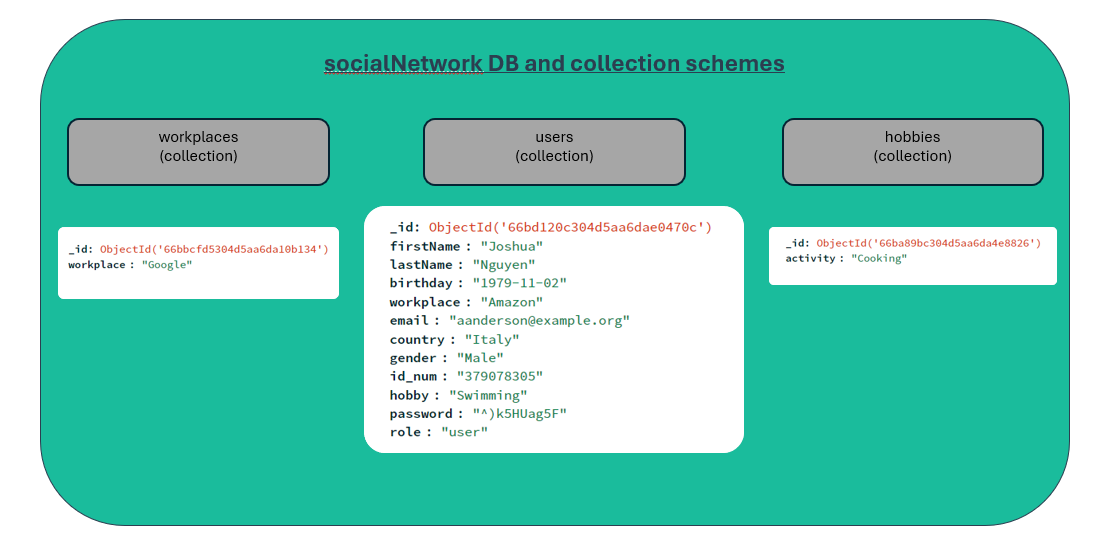 socialNetwork DB and collection schemes
workplaces
(collection)
users
(collection)
hobbies
(collection)
_id: ObjectId('66bbcfd5304d5aa6da10b134')
workplace : "Google"
_id: ObjectId('66bd120c304d5aa6dae0470c')
firstName : "Joshua"
lastName : "Nguyen"
birthday : "1979-11-02"
workplace : "Amazon"
email : "aanderson@example.org"
country : "Italy"
gender : "Male"
id_num : "379078305"
hobby : "Swimming"
password : "^)k5HUag5F"
role : "user"
_id: ObjectId('66ba89bc304d5aa6da4e8826')
activity : "Cooking"